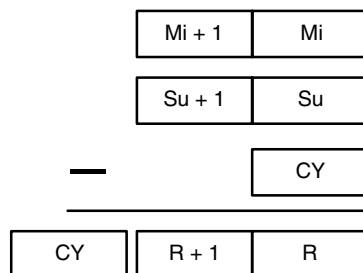 Mi + 1 Mi
Su + 1 Su
— CY
CY R + 1 R